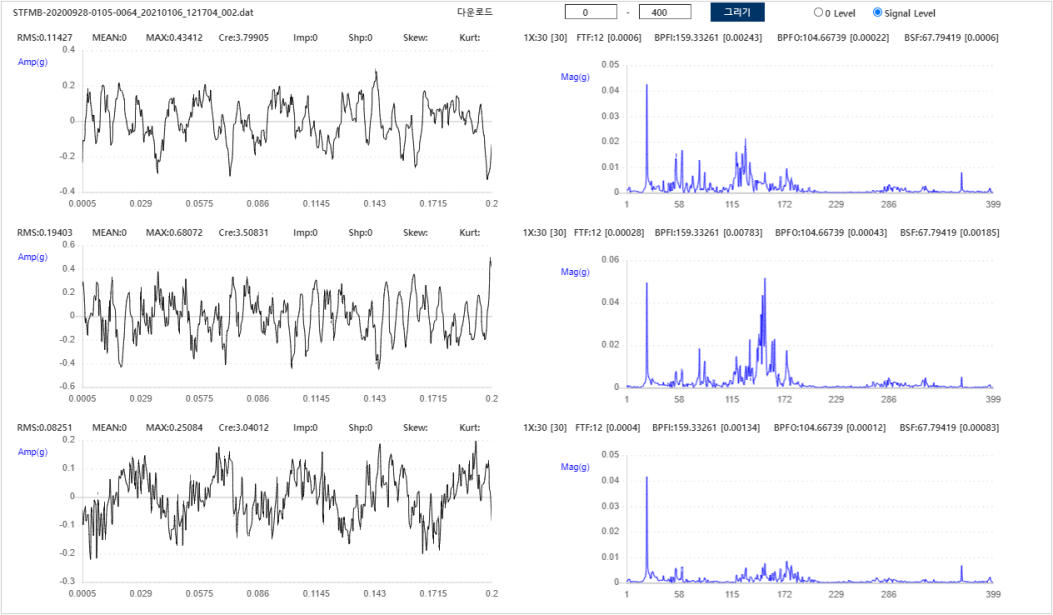 STFMB-20200928-0105-0064_20210106_121704_002.dat 다운로드 0 - 400 그리기 0 Level Signal Level
RMS:0.11427 MEAN:0 MAX:0.43412 Cre:3.79905 Imp:0 Shp:0 Skew: Kurt:
Amp(g)
0.4
0.2
0
-0.2
-0.4
0.0005 0.029 0.0575 0.086 0.1145 0.143 0.1715 0.2
1X:30 [30] FTF:12 [0.0006] BPFI:159.33261 [0.00243] BPFO:104.66739 [0.00022] BSF:67.79419 [0.0006]
Mag(g)
0.05
0.04
0.03
0.02
0.01
0
1 58 115 172 229 286 399
RMS:0.19403 MEAN:0 MAX:0.68072 Cre:3.50831 Imp:0 Shp:0 Skew: Kurt:
Amp(g)
0.6
0.4
0.2
0
-0.2
-0.4
-0.6
0.0005 0.029 0.0575 0.086 0.1145 0.143 0.1715 0.2
1X:30 [30] FTF:12 [0.00028] BPFI:159.33261 [0.00783] BPFO:104.66739 [0.00043] BSF:67.79419 [0.00185]
Mag(g)
0.06
0.04
0.02
0
1 58 115 172 229 286 399
RMS:0.08251 MEAN:0 MAX:0.25084 Cre:3.04012 Imp:0 Shp:0 Skew: Kurt:
Amp(g)
0.2
0.1
0
-0.1
-0.2
-0.3
0.0005 0.029 0.0575 0.086 0.1145 0.143 0.1715 0.2
1X:30 [30] FTF:12 [0.0004] BPFI:159.33261 [0.00134] BPFO:104.66739 [0.00012] BSF:67.79419 [0.00083]
Mag(g)
0.05
0.04
0.03
0.02
0.01
0
1 58 115 172 229 286 399